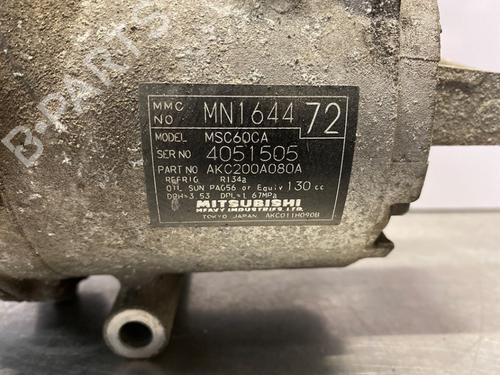 MMC NO MN1644 72
MODEL MSC60CA
SER NO 4051505
PART NO AKC200A080A
REFRIG R134a
OIL SUN PAG56 or Equiv 130 cc
DPH=3 53 DPL=1 67MPa
MITSUBISHI
HEAVY INDUSTRIES, LTD.
TOKYO JAPAN AKC011H090B
B-PARTS